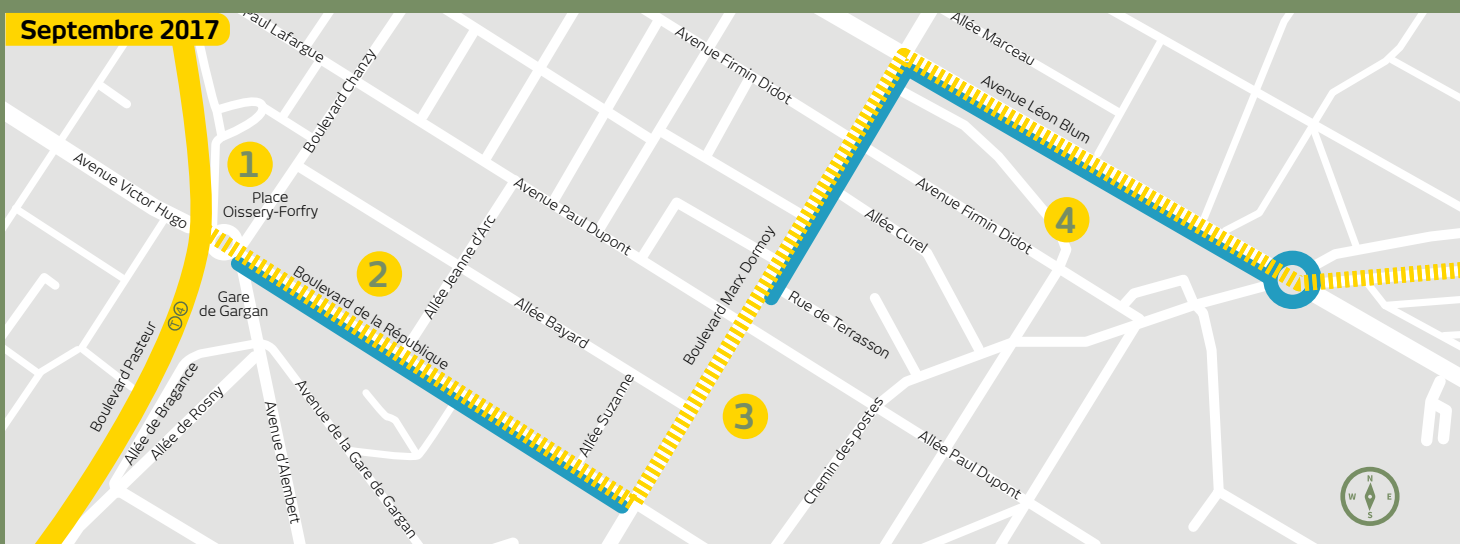 Septembre 2017
Paul Lafargue
Boulevard Chanzy
Avenue Firmin Didot
Allée Marceau
Avenue Léon Blum
Avenue Victor Hugo
1
Place
Oissery-Forfry
Avenue Paul Dupont
Avenue Firmin Didot
Allée Curel
4
Allée Jeanne d'Arc
2
Boulevard de la République
Boulevard Marx Dormoy
Gare
de Gargan
T4
Allée Bayard
Rue de Terrasson
Boulevard Pasteur
Allée de Bragance
Allée de Rosny
Avenue d'Alembert
Avenue de la Gare de Gargan
Allée Suzanne
3
Chemin des postes
Allée Paul Dupont
N
W E
S